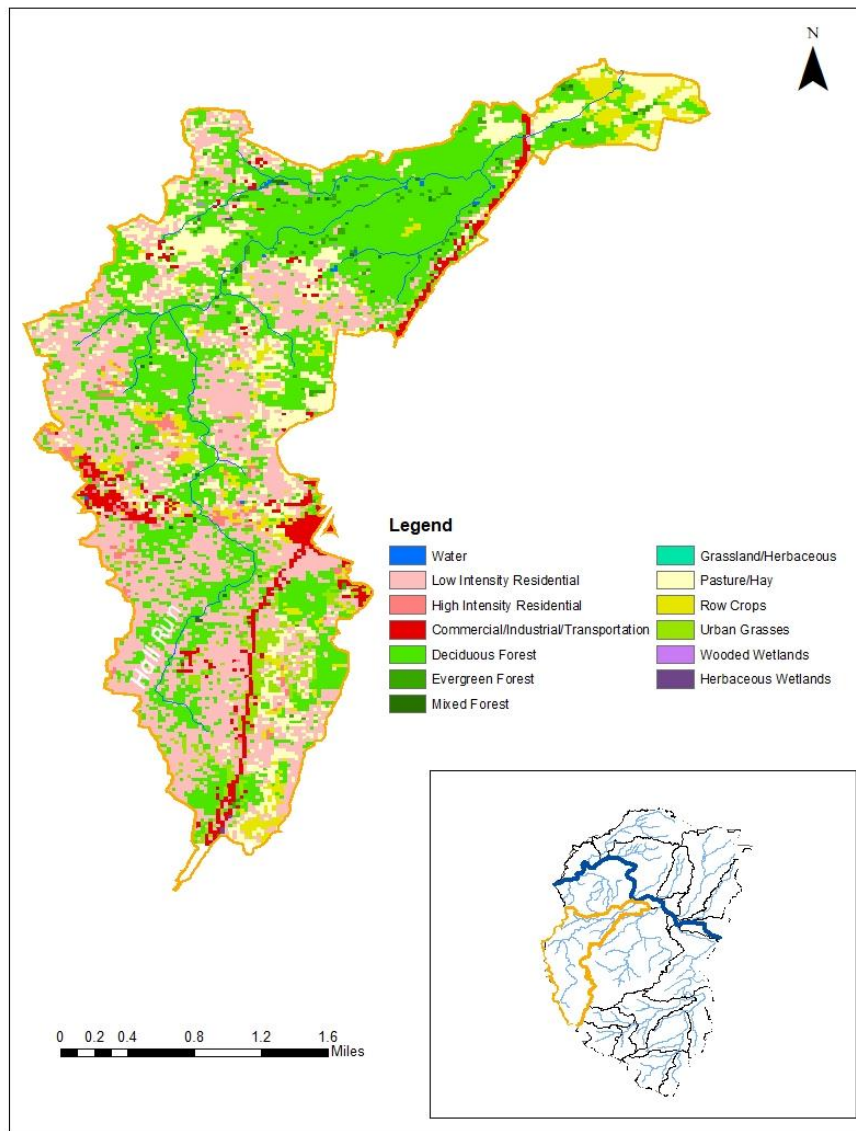 N
Hall Run
Legend
Water
Low Intensity Residential
High Intensity Residential
Commercial/Industrial/Transportation
Deciduous Forest
Evergreen Forest
Mixed Forest
Grassland/Herbaceous
Pasture/Hay
Row Crops
Urban Grasses
Wooded Wetlands
Herbaceous Wetlands
0 0.2 0.4 0.8 1.2 1.6
Miles